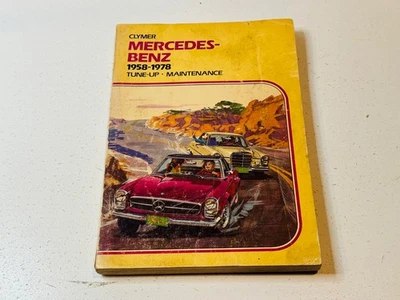 CLYMER
MERCEDES-
BENZ
1958-1978
TUNE-UP · MAINTENANCE